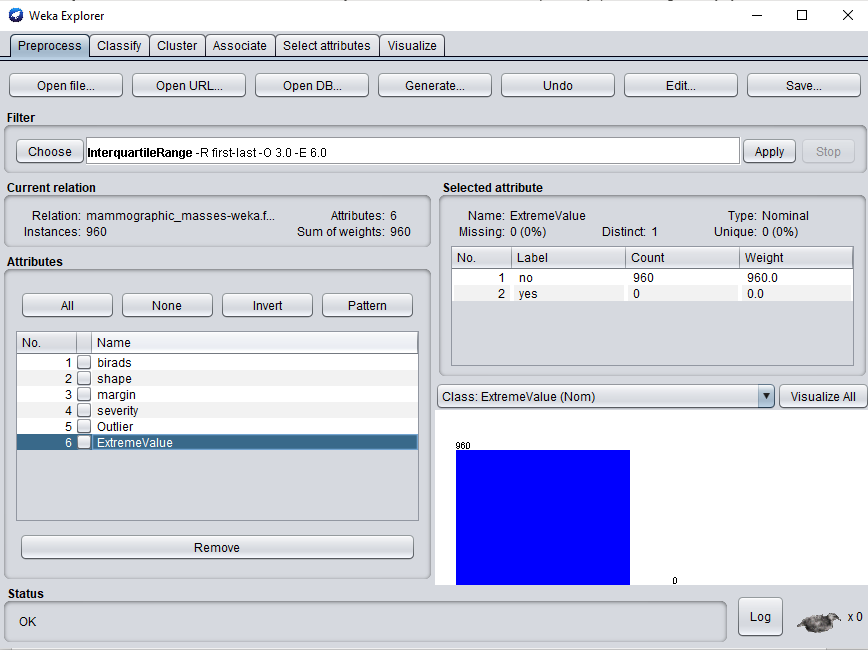 Weka Explorer
Preprocess Classify Cluster Associate Select attributes Visualize
Open file... Open URL... Open DB... Generate... Undo Edit... Save...
Filter
Choose InterquartileRange -R first-last -O 3.0 -E 6.0 Apply Stop
Current relation
Relation: mammographic_masses-weka.f... Attributes: 6
Instances: 960 Sum of weights: 960
Attributes
All None Invert Pattern
No. Name
1 birads
2 shape
3 margin
4 severity
5 Outlier
6 ExtremeValue
Remove
Selected attribute
Name: ExtremeValue Type: Nominal
Missing: 0 (0%) Distinct: 1 Unique: 0 (0%)
No. Label Count Weight
1 no 960 960.0
2 yes 0 0.0
Class: ExtremeValue (Nom) Visualize All
960
0
Status
OK
Log x 0